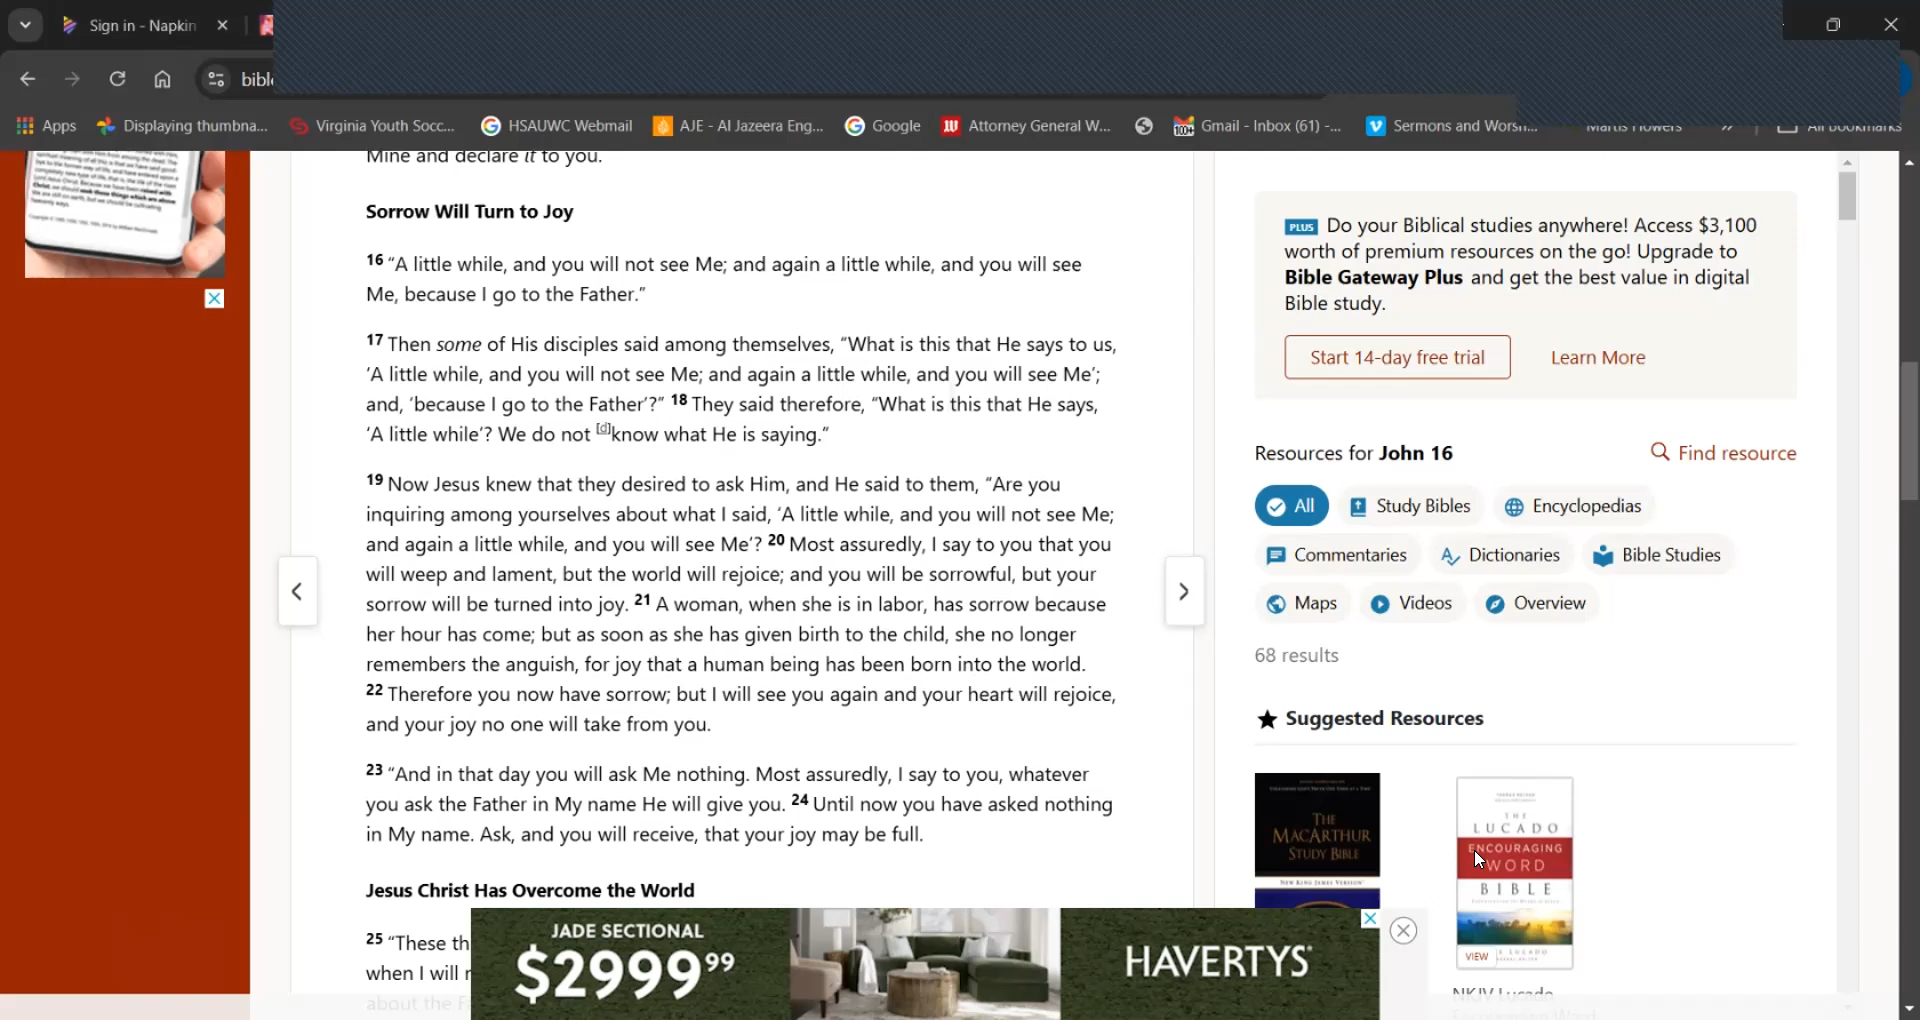 Sign in - Napkin
bible
Apps
Displaying thumbna...
Virginia Youth Socc...
HSAUWC Webmail
AJE - Al Jazeera Eng...
Google
Attorney General W...
Gmail - Inbox (61) -...
Sermons and Worsh...
Martis Flowers
All Bookmarks
Mine and declare it to you.
Sorrow Will Turn to Joy
16 “A little while, and you will not see Me; and again a little while, and you will see
Me, because I go to the Father.”
17 Then some of His disciples said among themselves, “What is this that He says to us,
‘A little while, and you will not see Me; and again a little while, and you will see Me’;
and, ‘because I go to the Father’?” 18 They said therefore, “What is this that He says,
‘A little while’? We do not [d]know what He is saying.”
19 Now Jesus knew that they desired to ask Him, and He said to them, “Are you
inquiring among yourselves about what I said, ‘A little while, and you will not see Me;
and again a little while, and you will see Me’? 20 Most assuredly, I say to you that you
will weep and lament, but the world will rejoice; and you will be sorrowful, but your
sorrow will be turned into joy. 21 A woman, when she is in labor, has sorrow because
her hour has come; but as soon as she has given birth to the child, she no longer
remembers the anguish, for joy that a human being has been born into the world.
22 Therefore you now have sorrow; but I will see you again and your heart will rejoice,
and your joy no one will take from you.
23 “And in that day you will ask Me nothing. Most assuredly, I say to you, whatever
you ask the Father in My name He will give you. 24 Until now you have asked nothing
in My name. Ask, and you will receive, that your joy may be full.
Jesus Christ Has Overcome the World
25 “These th
when I will
about the
PLUS Do your Biblical studies anywhere! Access $3,100
worth of premium resources on the go! Upgrade to
Bible Gateway Plus and get the best value in digital
Bible study.
Start 14-day free trial
Learn More
Resources for John 16
Find resource
All
Study Bibles
Encyclopedias
Commentaries
Dictionaries
Bible Studies
Maps
Videos
Overview
68 results
Suggested Resources
THE
MACARTHUR
STUDY BIBLE
NEW KING JAMES VERSION
THE
LUCADO
ENCOURAGING
WORD
BIBLE
VIEW
NKJV Lucado
JADE SECTIONAL
$2999 99
HAVERTYS